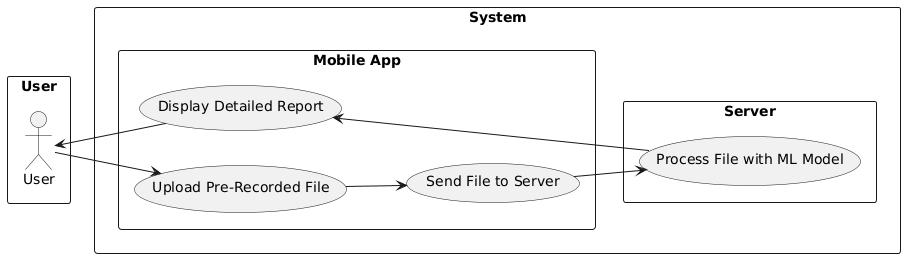 System
Mobile App
User
Display Detailed Report
Server
Process File with ML Model
User
Upload Pre-Recorded File
Send File to Server